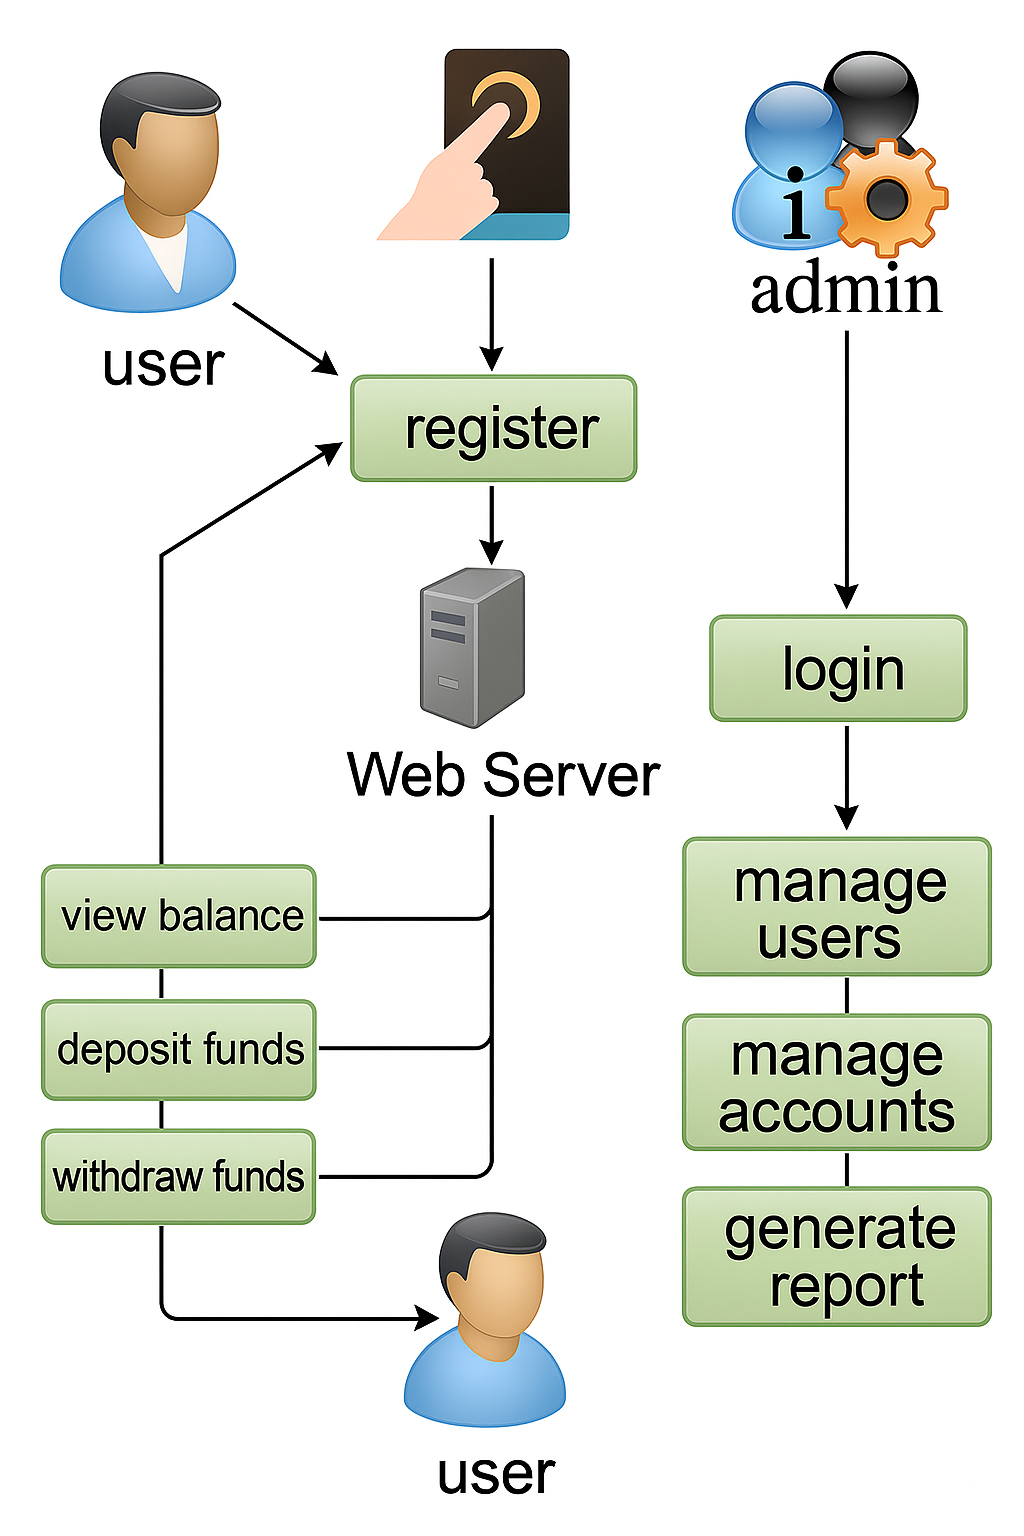 user
register
Web Server
view balance
deposit funds
withdraw funds
user
i
admin
login
manage
users
manage
accounts
generate
report